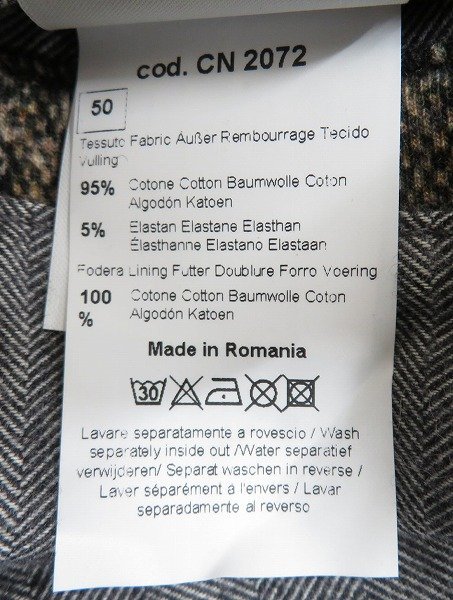 cod. CN 2072
50
Tessuto Fabric Außer Rembourrage Tecido
Vulling
95% Cotone Cotton Baumwolle Coton
Algodón Katoen
5% Elastan Elastane Elasthan
Élasthanne Elastano Elastaan
Fodera Lining Futter Doublure Forro Voering
100 Cotone Cotton Baumwolle Coton
% Algodón Katoen
Made in Romania
30
Lavare separatamente a rovescio / Wash
separately inside out /Water separatief
verwijderen/ Separat waschen in reverse /
Laver séparément à l'envers / Lavar
separadamente al reverso